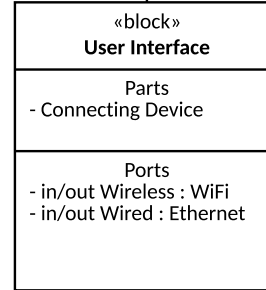 «block»
User Interface
Parts
- Connecting Device
Ports
- in/out Wireless : WiFi
- in/out Wired : Ethernet